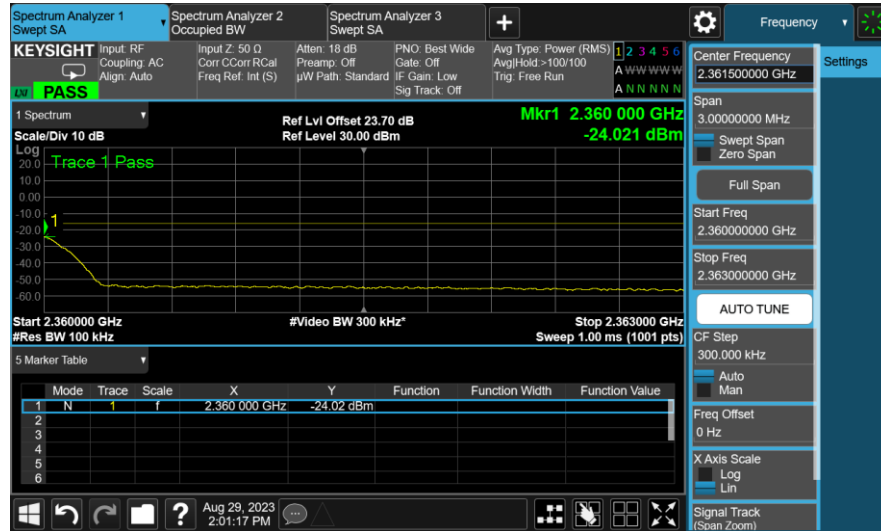 Spectrum Analyzer 1
Swept SA
Spectrum Analyzer 2
Occupied BW
Spectrum Analyzer 3
Swept SA
+
Frequency
KEYSIGHT
LXI
PASS
Input: RF
Coupling: AC
Align: Auto
Input Z: 50 Ω
Corr CCorr RCal
Freq Ref: Int (S)
Atten: 18 dB
Preamp: Off
µW Path: Standard
PNO: Best Wide
Gate: Off
IF Gain: Low
Sig Track: Off
Avg Type: Power (RMS)
Avg|Hold:>100/100
Trig: Free Run
1 2 3 4 5 6
A W W W W W
A N N N N N
1 Spectrum
Scale/Div 10 dB
Ref Lvl Offset 23.70 dB
Ref Level 30.00 dBm
Mkr1 2.360 000 GHz
-24.021 dBm
Log
Trace 1 Pass
20.0
10.0
0.00
-10.0
-20.0
-30.0
-40.0
-50.0
-60.0
1
Start 2.360000 GHz
#Res BW 100 kHz
#Video BW 300 kHz*
Stop 2.363000 GHz
Sweep 1.00 ms (1001 pts)
5 Marker Table
Mode Trace Scale X Y Function Function Width Function Value
1 N 1 f 2.360 000 GHz -24.02 dBm
2
3
4
5
6
?
Aug 29, 2023
2:01:17 PM
Center Frequency
2.361500000 GHz
Span
3.00000000 MHz
Swept Span
Zero Span
Full Span
Start Freq
2.360000000 GHz
Stop Freq
2.363000000 GHz
AUTO TUNE
CF Step
300.000 kHz
Auto
Man
Freq Offset
0 Hz
X Axis Scale
Log
Lin
Signal Track
(Span Zoom)
Settings